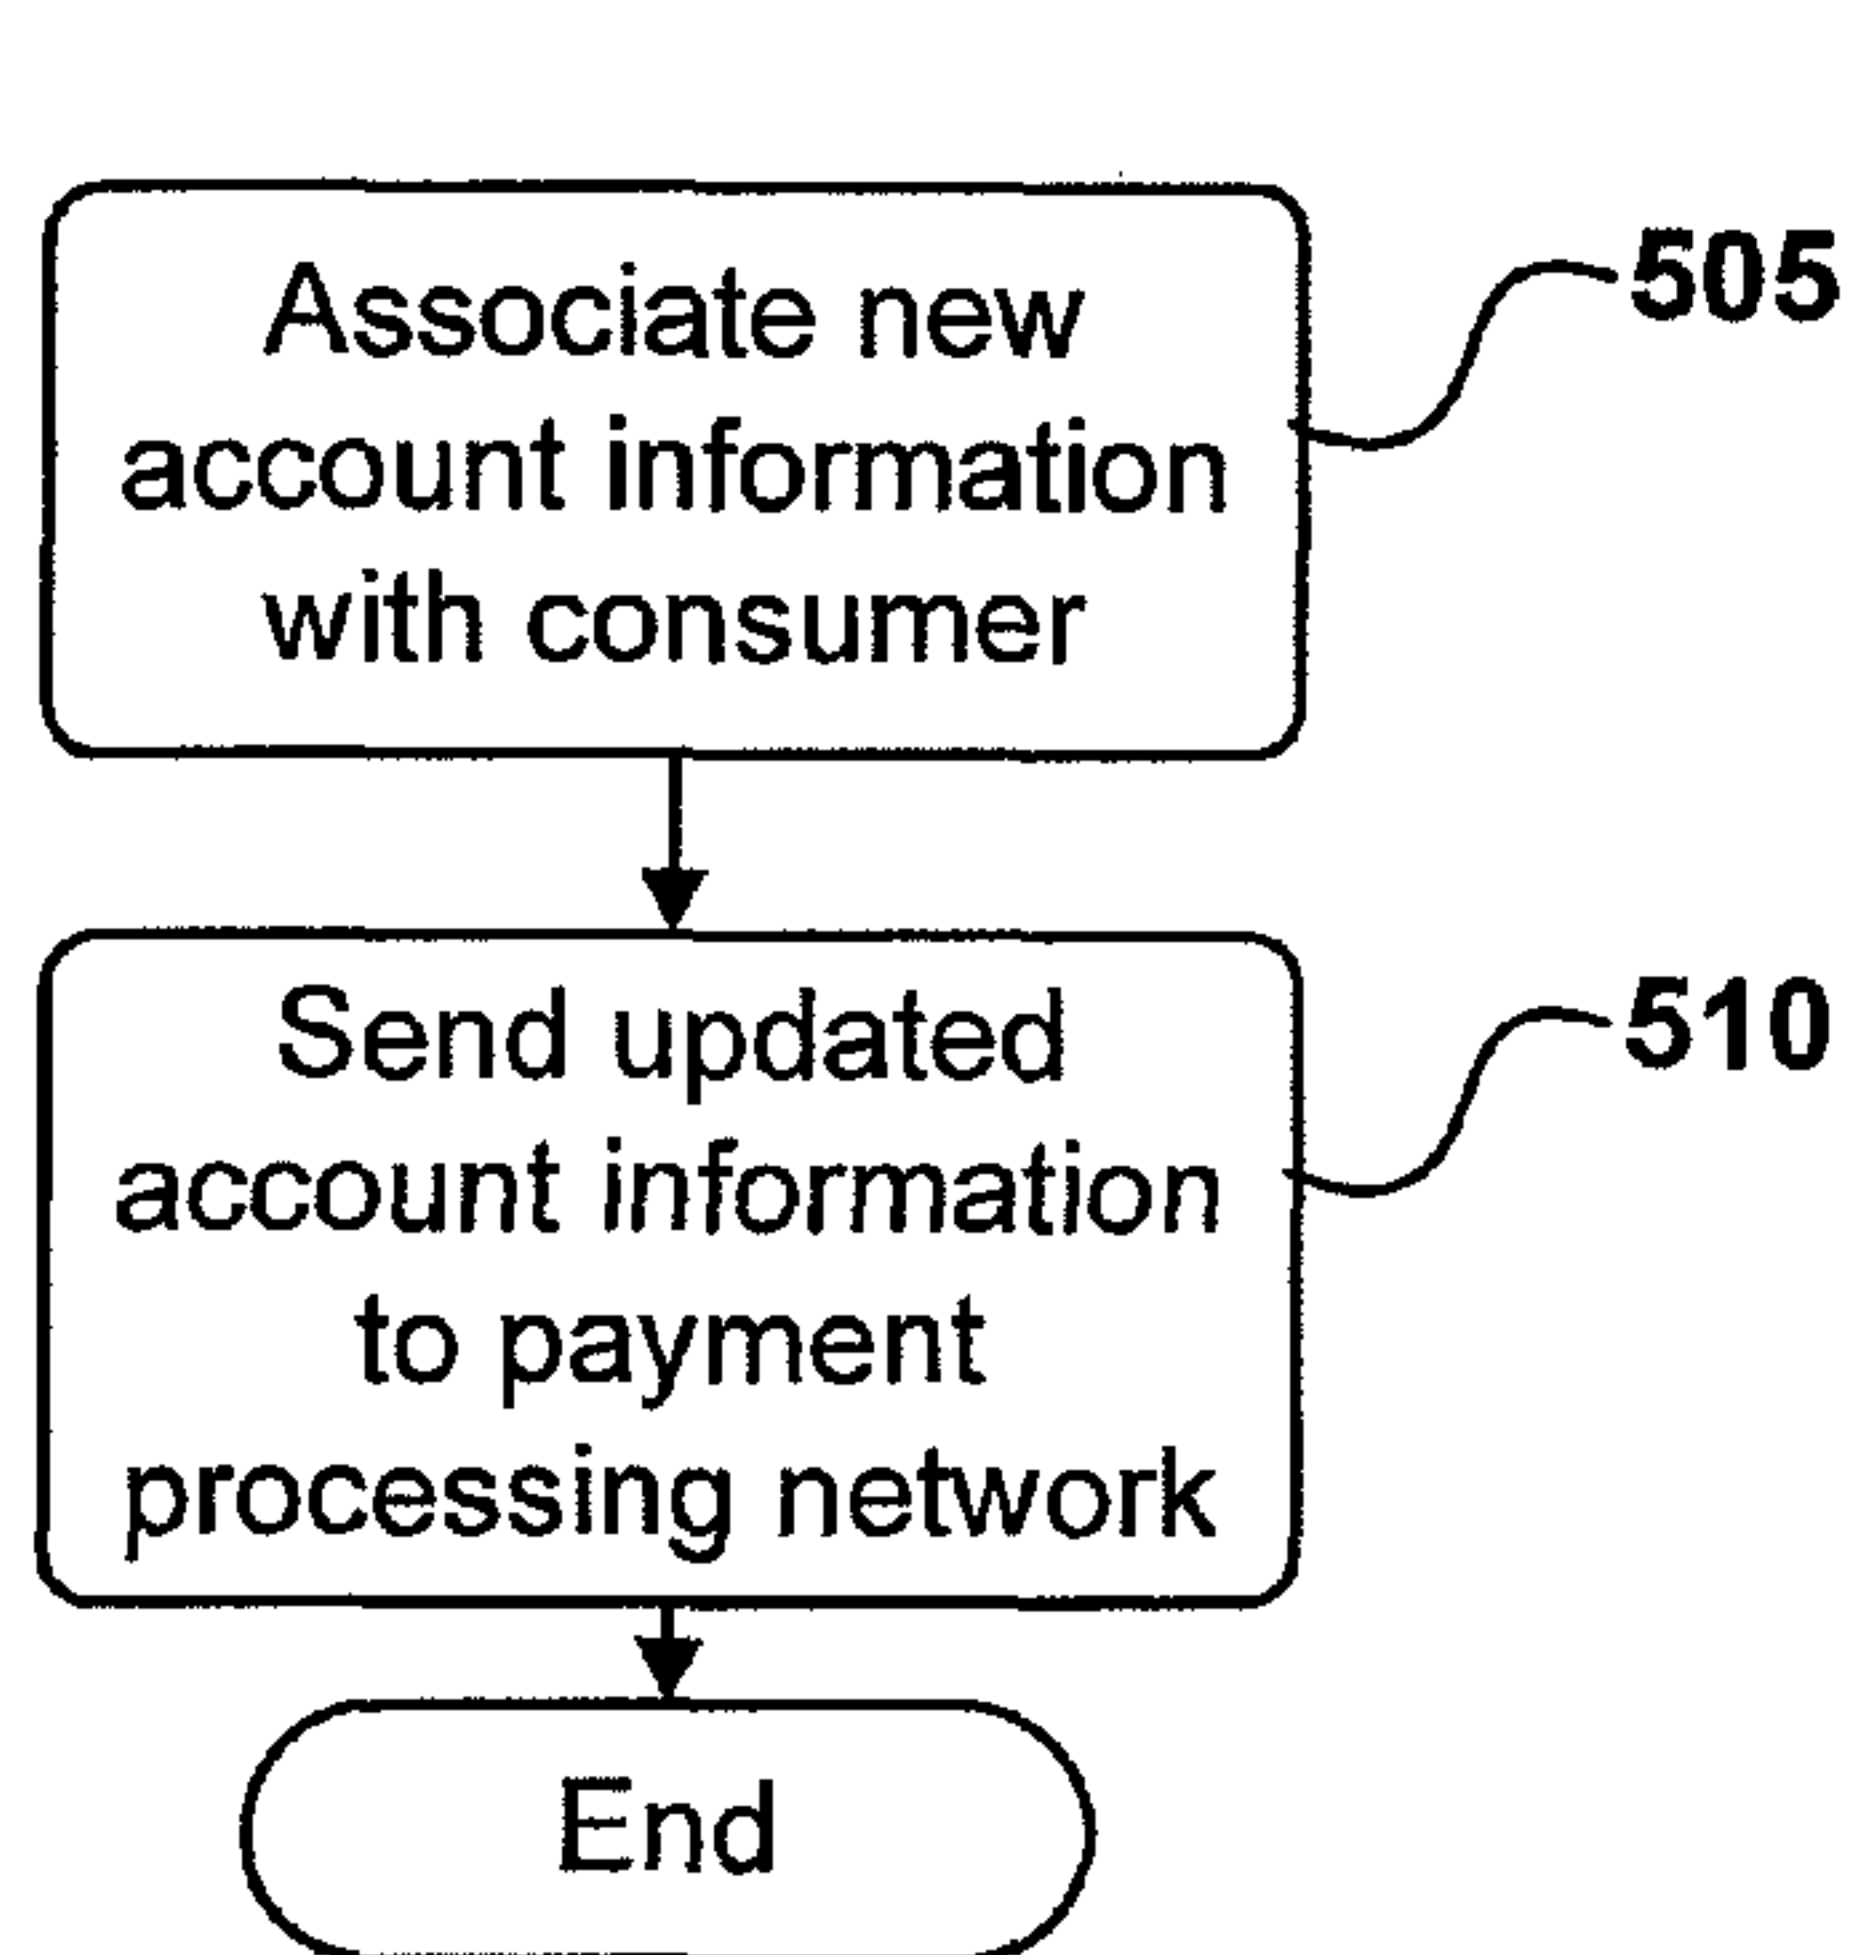 Associate new
account information
with consumer
505
Send updated
account information
to payment
processing network
510
End